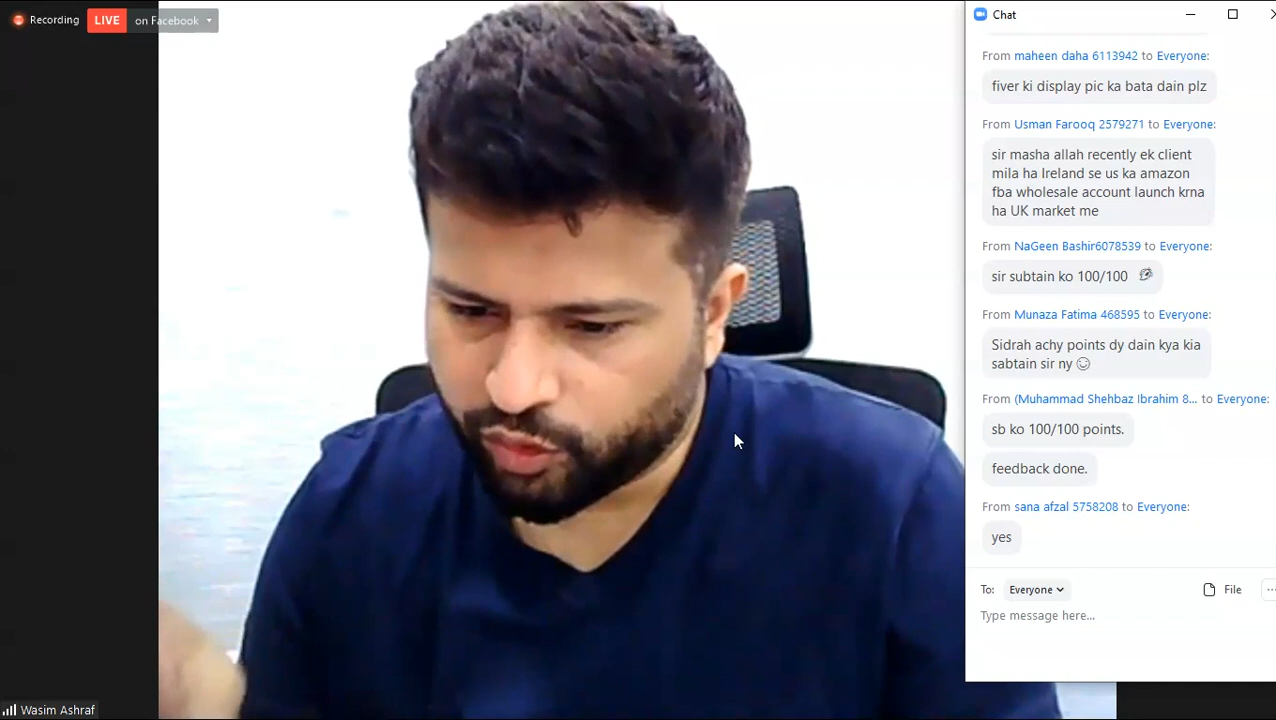 Recording
LIVE
on Facebook
Chat
From maheen daha 6113942 to Everyone:
fiver ki display pic ka bata dain plz
From Usman Farooq 2579271 to Everyone:
sir masha allah recently ek client
mila ha Ireland se us ka amazon
fba wholesale account launch krna
ha UK market me
From NaGeen Bashir6078539 to Everyone:
sir subtain ko 100/100
From Munaza Fatima 468595 to Everyone:
Sidrah achy points dy dain kya kia
sabtain sir ny
From (Muhammad Shehbaz Ibrahim 8... to Everyone:
sb ko 100/100 points.
feedback done.
From sana afzal 5758208 to Everyone:
yes
To: Everyone
File
Type message here...
Wasim Ashraf